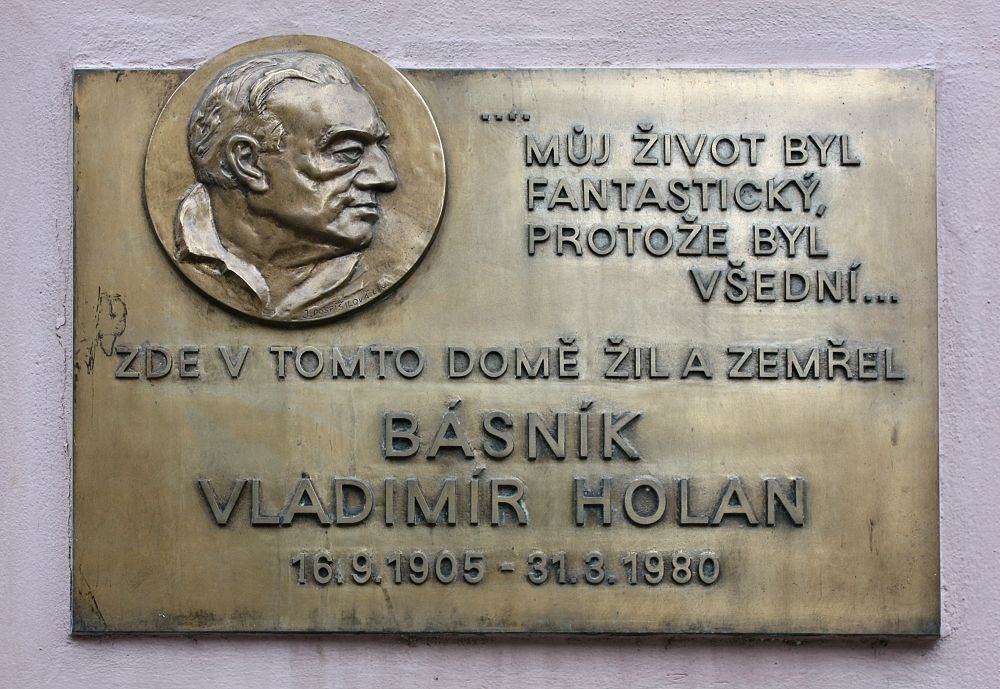 ....
MŮJ ŽIVOT BYL
FANTASTICKÝ,
PROTOŽE BYL
VŠEDNÍ...
J. POSPÍŠILOVÁ
ZDE V TOMTO DOMĚ ŽIL A ZEMŘEL
BÁSNÍK
VLADIMÍR HOLAN
16.9.1905 - 31.3.1980